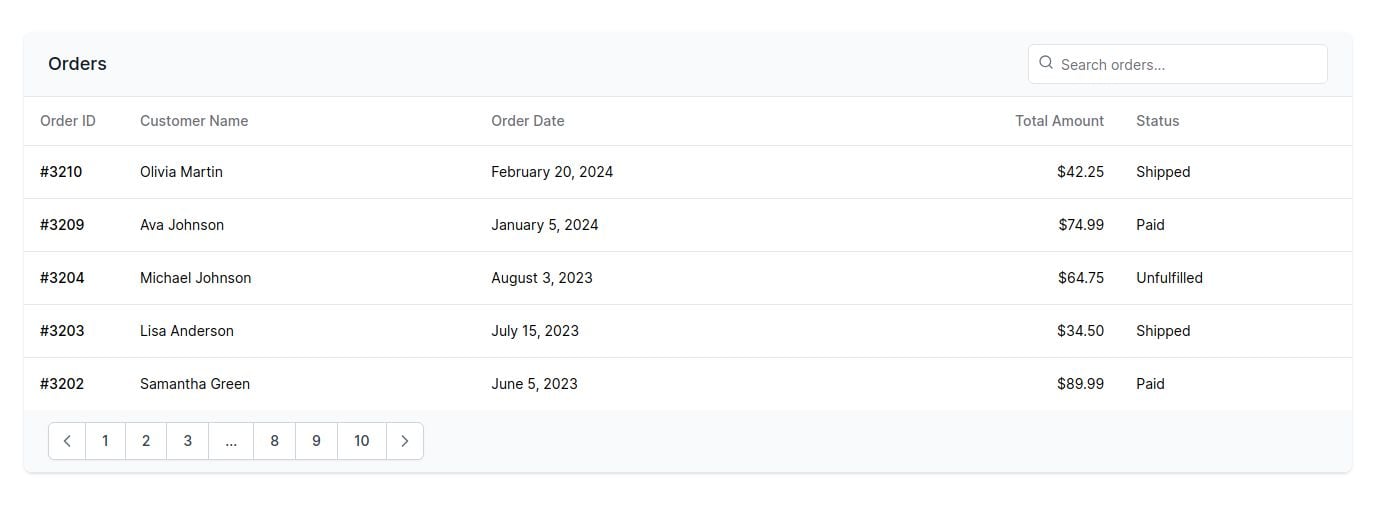 Orders
Search orders...
Order ID Customer Name Order Date Total Amount Status
#3210 Olivia Martin February 20, 2024 $42.25 Shipped
#3209 Ava Johnson January 5, 2024 $74.99 Paid
#3204 Michael Johnson August 3, 2023 $64.75 Unfulfilled
#3203 Lisa Anderson July 15, 2023 $34.50 Shipped
#3202 Samantha Green June 5, 2023 $89.99 Paid
1 2 3 ... 8 9 10